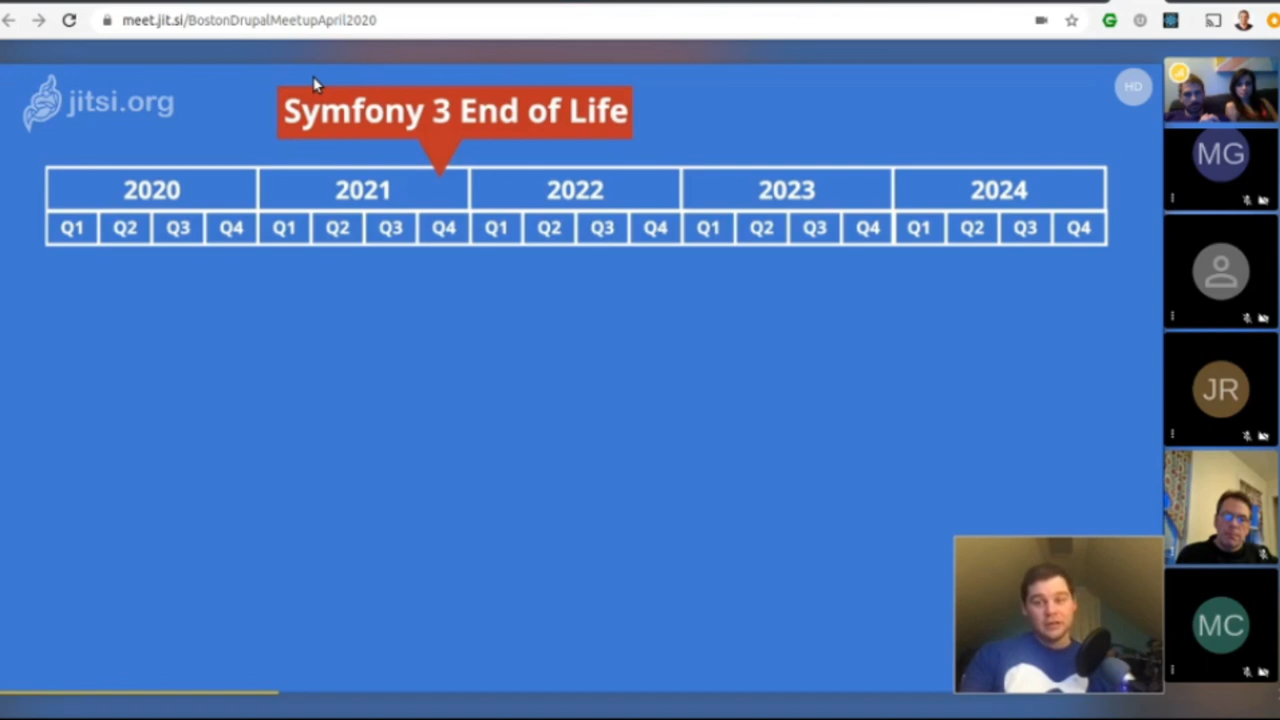 meet.jit.si/BostonDrupalMeetupApril2020
jitsi.org
HD
Symfony 3 End of Life
2020 2021 2022 2023 2024
Q1 Q2 Q3 Q4 Q1 Q2 Q3 Q4 Q1 Q2 Q3 Q4 Q1 Q2 Q3 Q4 Q1 Q2 Q3 Q4
MG
JR
MC